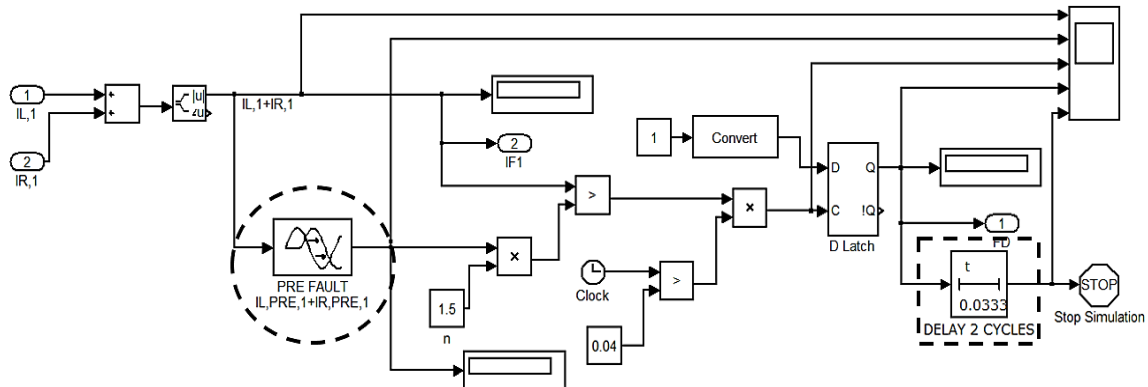 1
IL,1
2
IR,1
+
+
|u|
∠u
IL,1+IR,1
2
IF1
PRE FAULT
IL,PRE,1+IR,PRE,1
1.5
n
×
>
1
Convert
Clock
0.04
>
×
D
Q
C
!Q
D Latch
1
FD
t
0.0333
DELAY 2 CYCLES
STOP
Stop Simulation